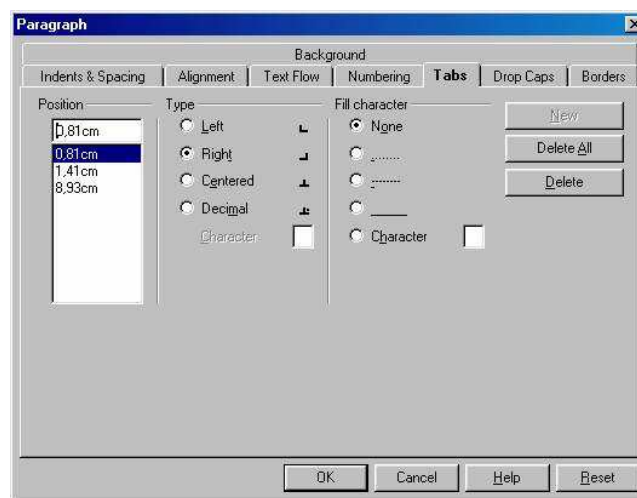 Paragraph
Background
Indents & Spacing Alignment Text Flow Numbering Tabs Drop Caps Borders
Position Type Fill character
0,81cm Left None New
0,81cm Right ........ Delete All
1,41cm Centered -------- Delete
8,93cm Decimal ______
Character Character
OK Cancel Help Reset